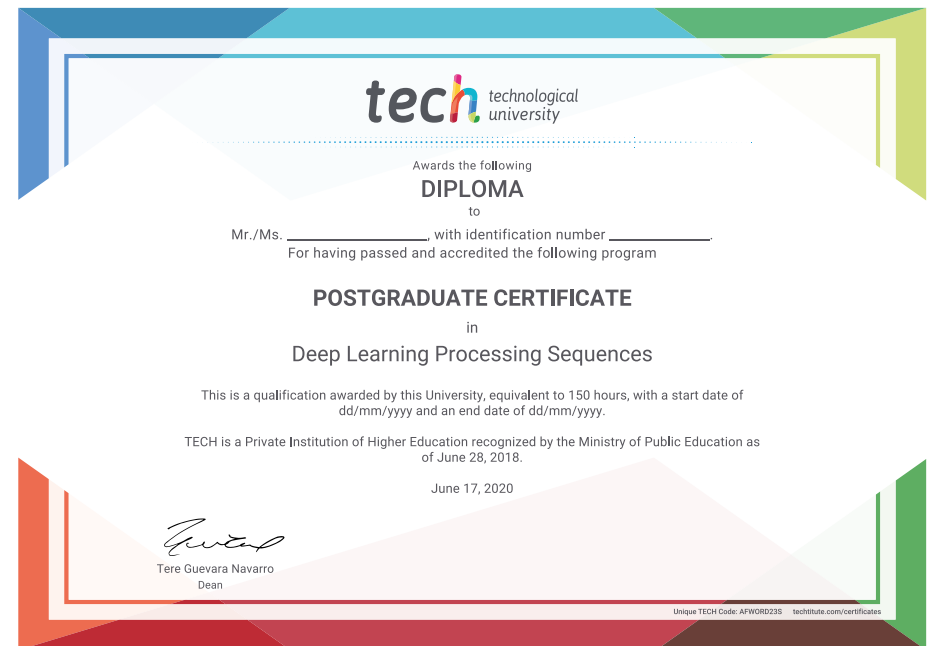 tech technological
university
Awards the following
DIPLOMA
to
Mr./Ms. ____________, with identification number ____________.
For having passed and accredited the following program
POSTGRADUATE CERTIFICATE
in
Deep Learning Processing Sequences
This is a qualification awarded by this University, equivalent to 150 hours, with a start date of
dd/mm/yyyy and an end date of dd/mm/yyyy.
TECH is a Private Institution of Higher Education recognized by the Ministry of Public Education as
of June 28, 2018.
June 17, 2020
Tere Guevara Navarro
Dean
Unique TECH Code: AFWORD23S techtitute.com/certificates